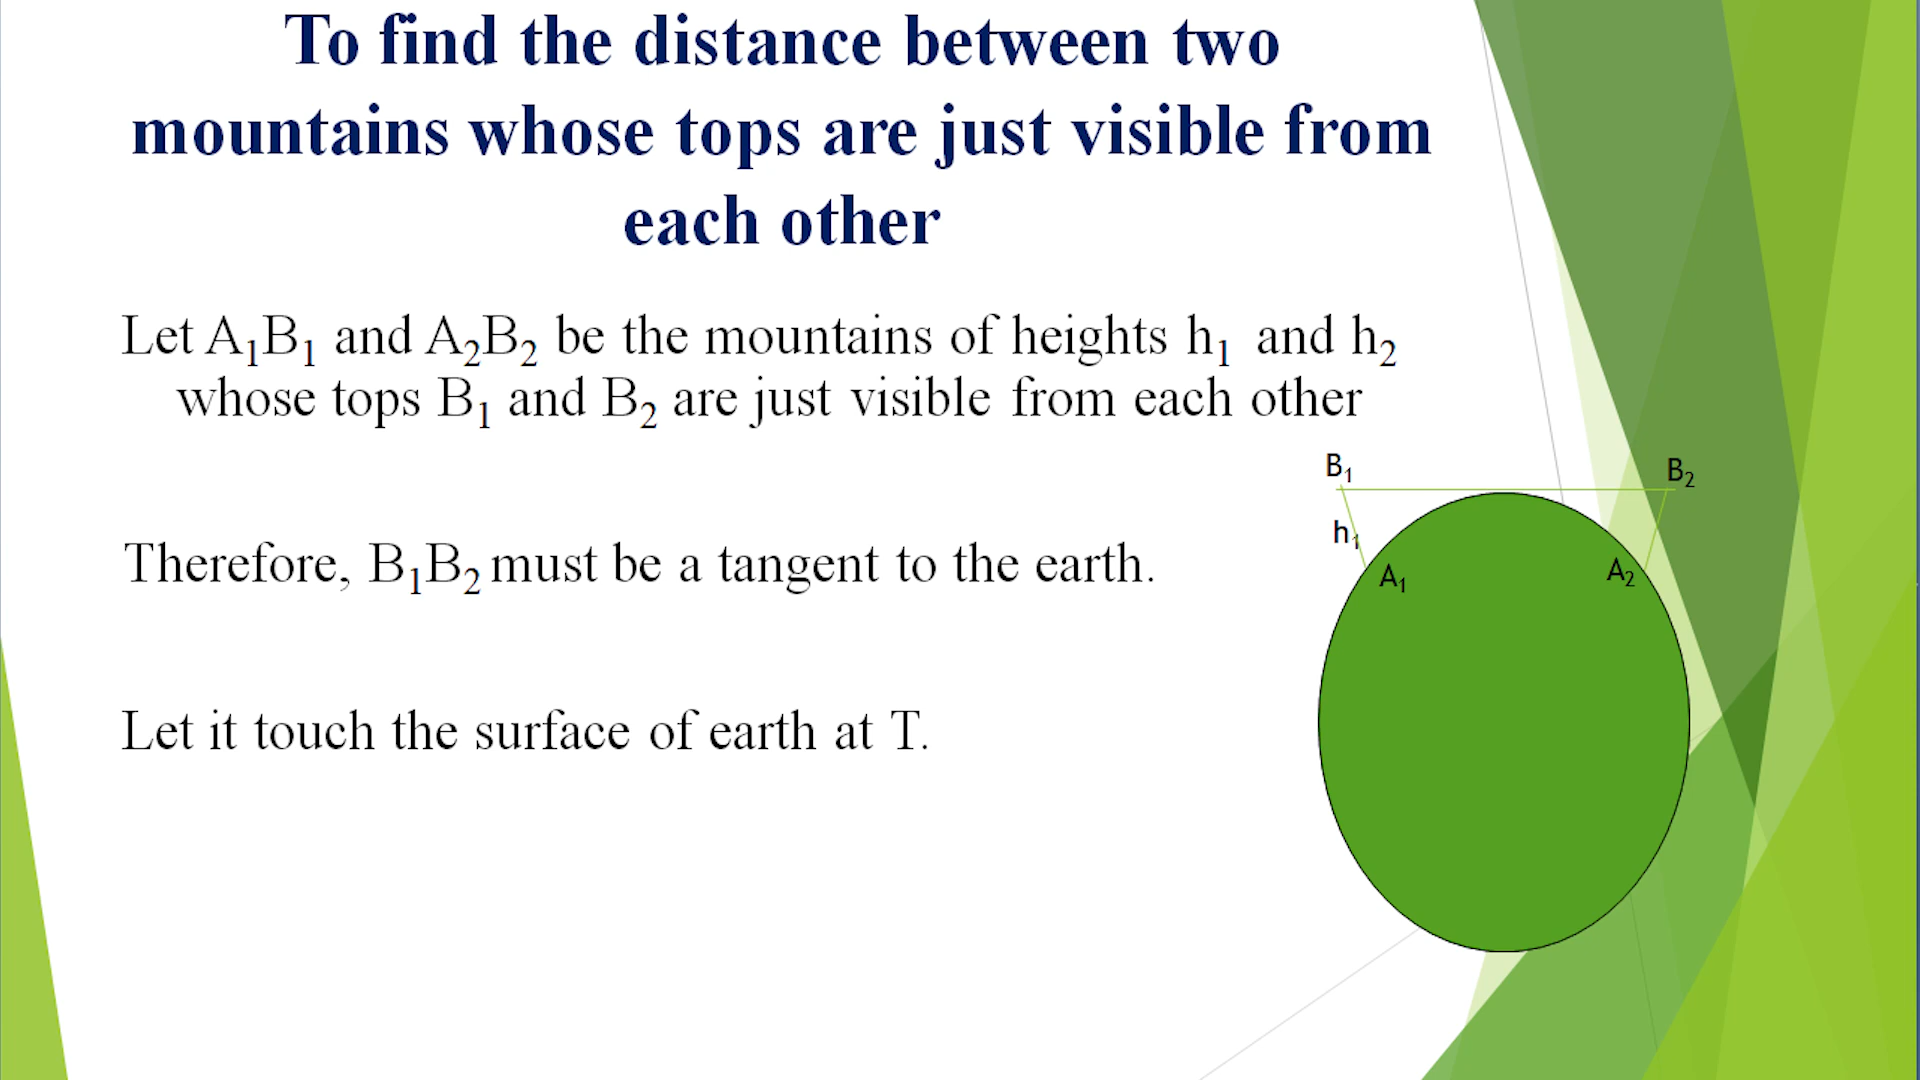 To find the distance between two
mountains whose tops are just visible from
each other
Let A₁B₁ and A₂B₂ be the mountains of heights h₁ and h₂
whose tops B₁ and B₂ are just visible from each other
B₁
B₂
h₁
Therefore, B₁B₂ must be a tangent to the earth.
A₁
A₂
Let it touch the surface of earth at T.